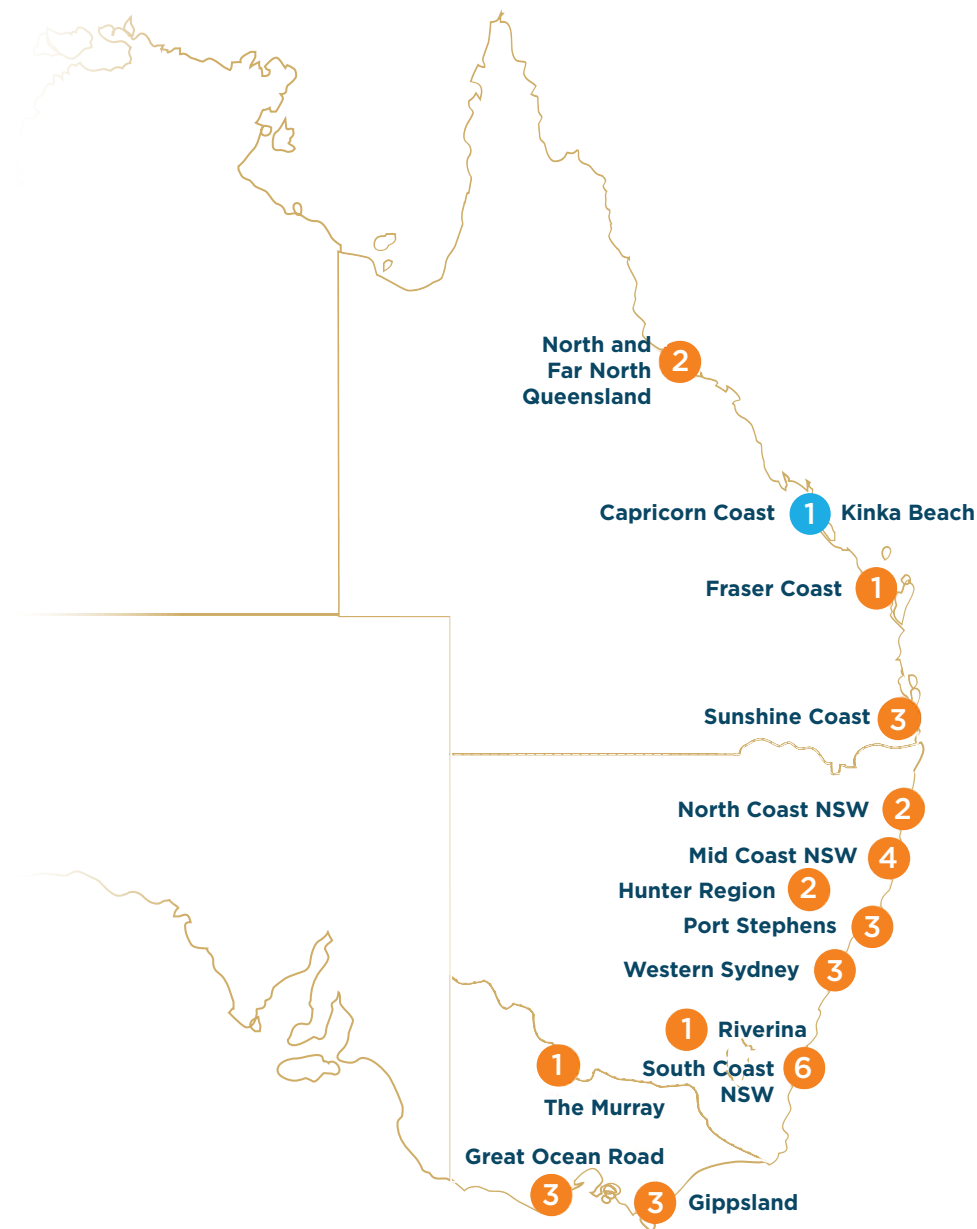 North and
Far North
Queensland
2
Capricorn Coast 1 Kinka Beach
Fraser Coast 1
Sunshine Coast 3
North Coast NSW 2
Mid Coast NSW 4
Hunter Region 2
Port Stephens 3
Western Sydney 3
1 Riverina
South Coast
NSW
6
1
The Murray
Great Ocean Road
3
3 Gippsland